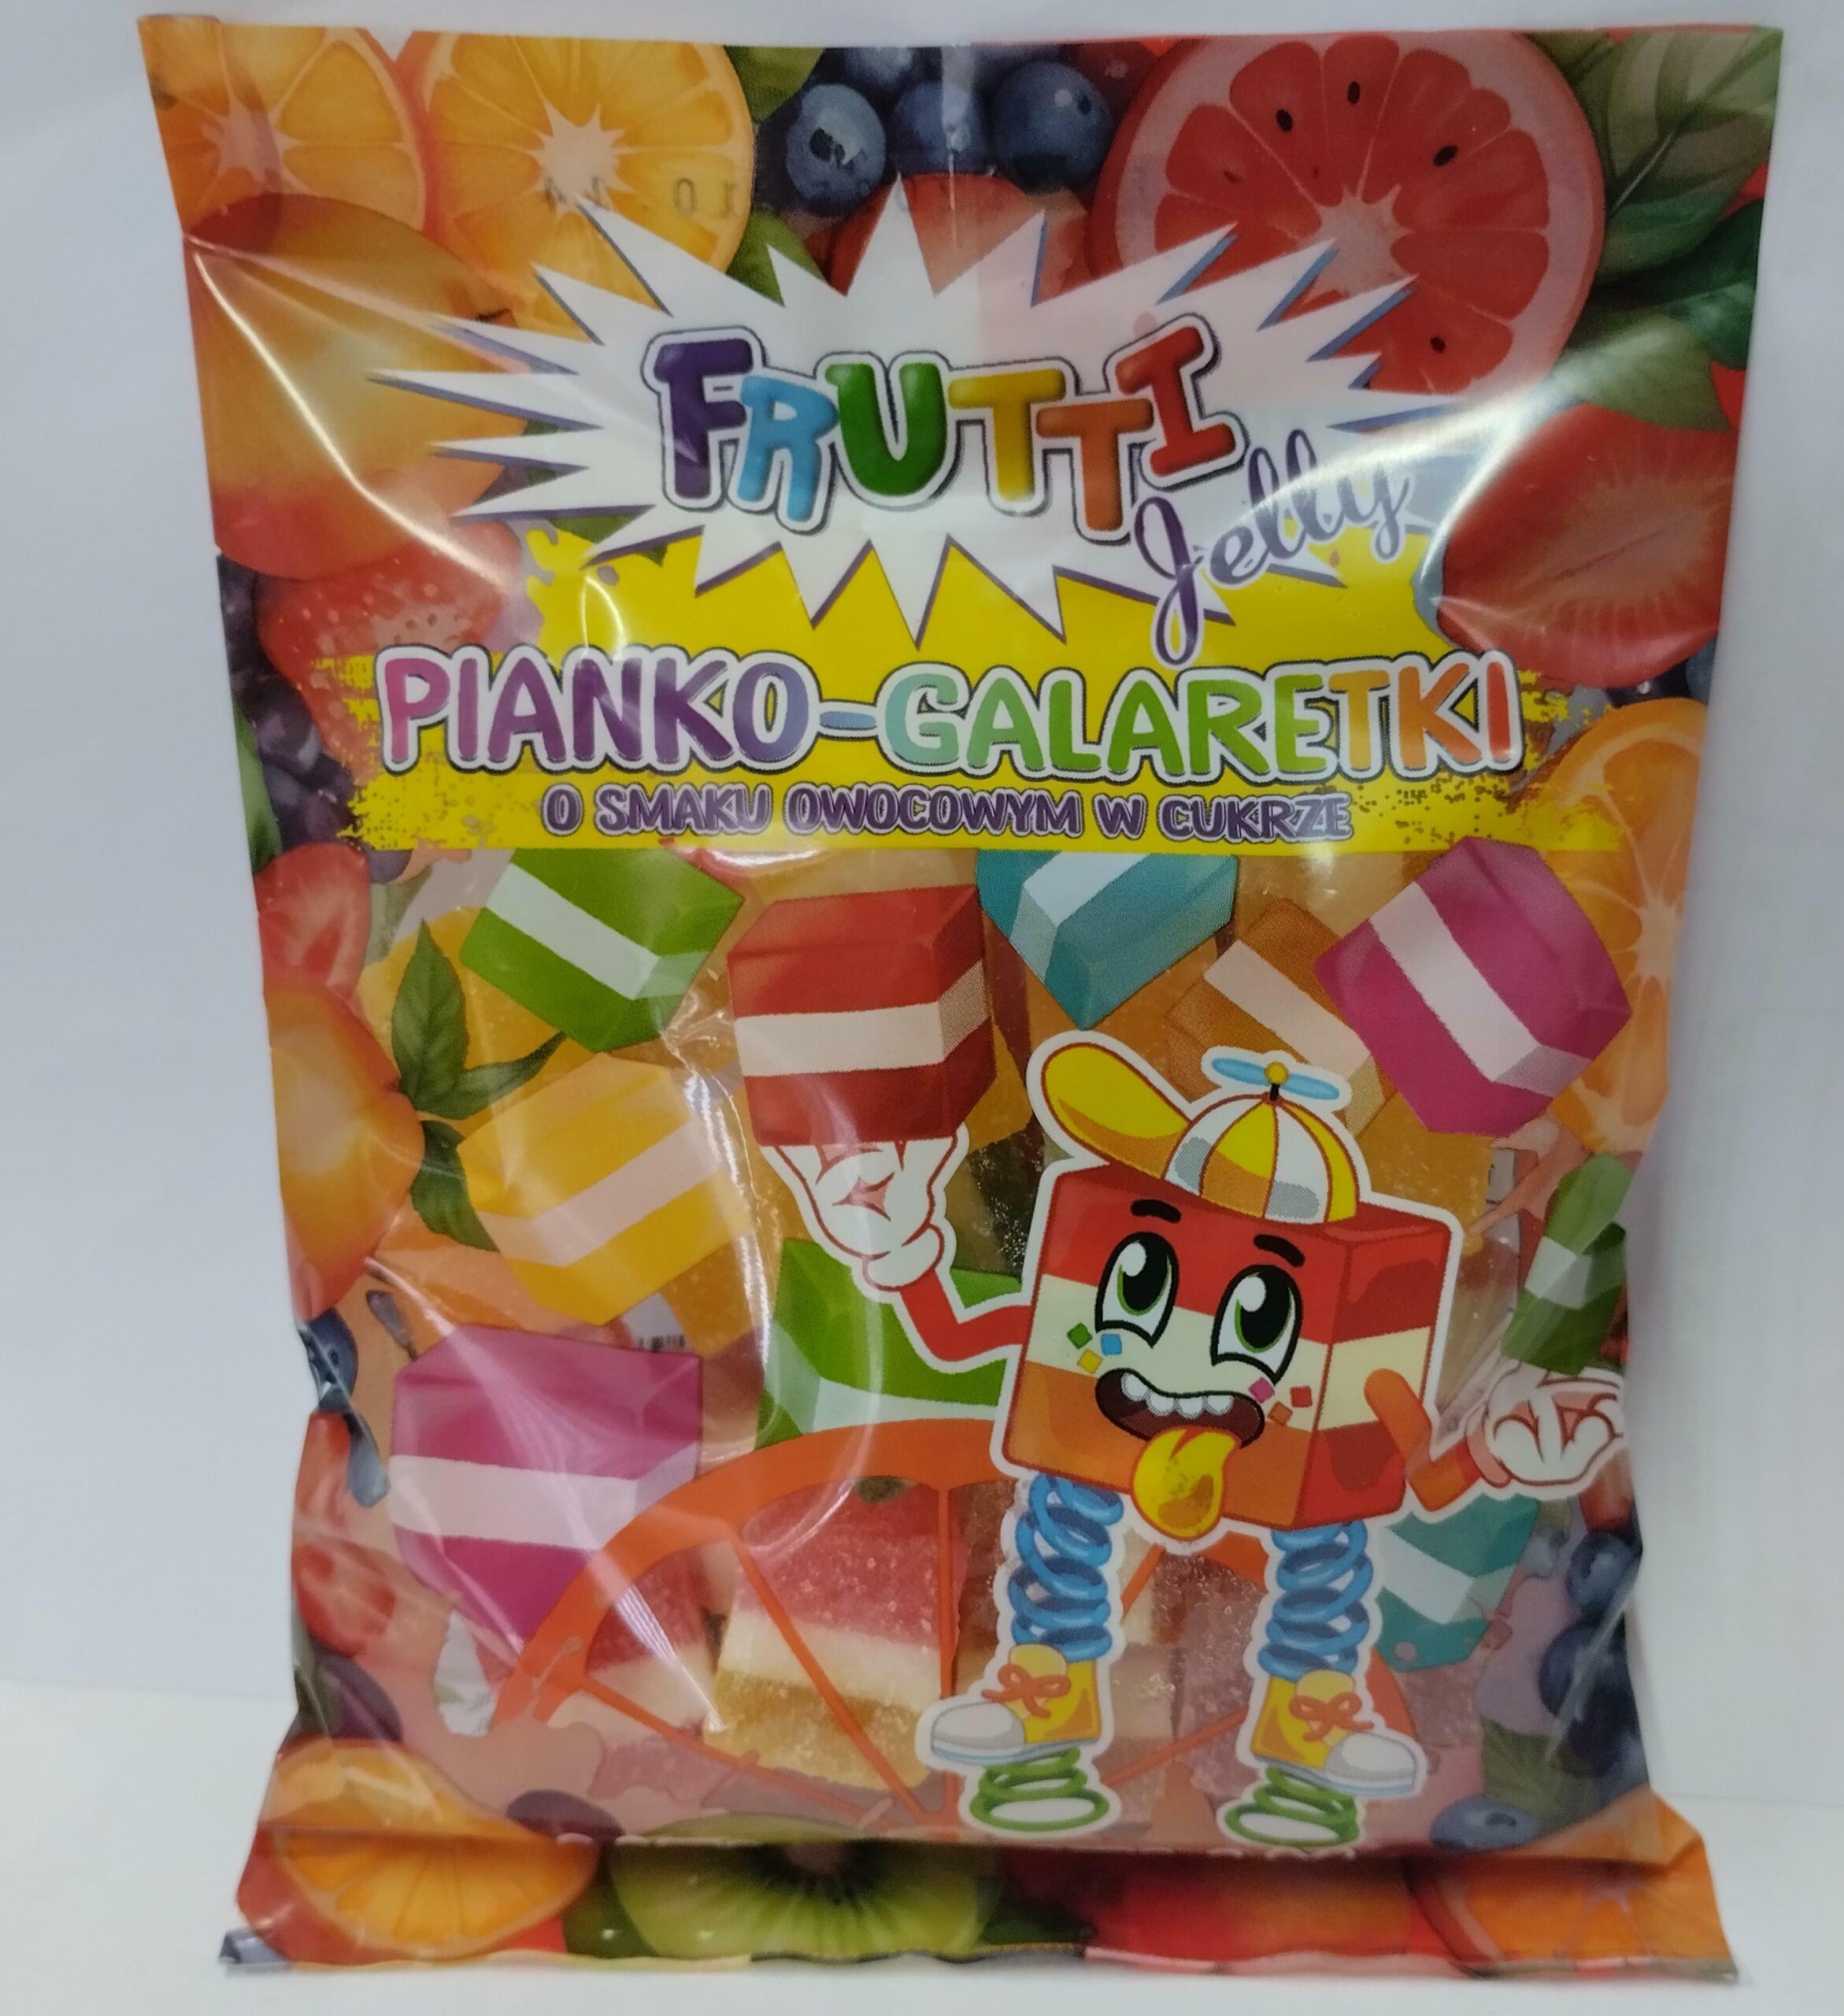 FRUTTI
Jelly
PIANKO-GALARETKI
O SMAKU OWOCOWYM W CUKRZE